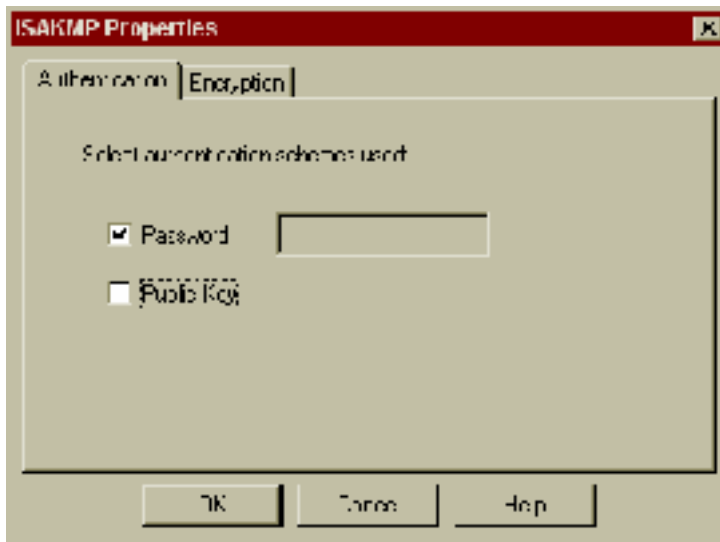 ISAKMP Properties
Authentication Encryption
Select authentication schemes used:
Password
Public Key
OK Cancel Help